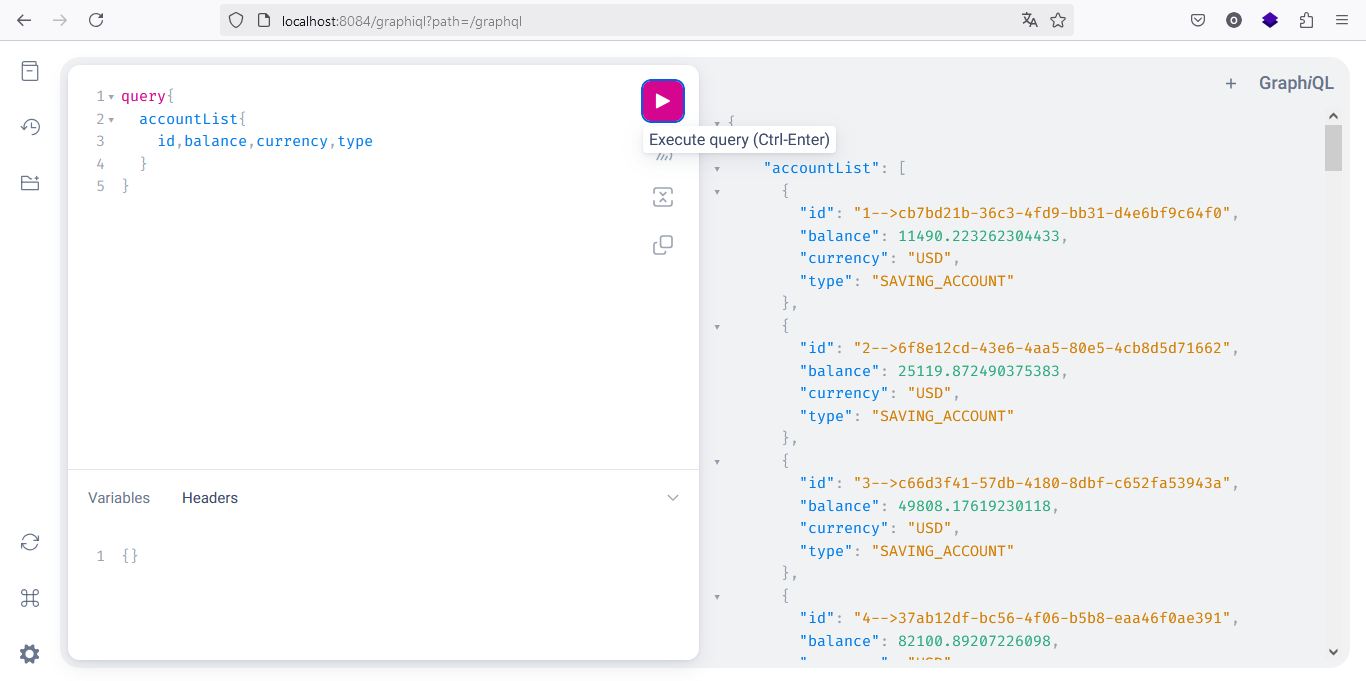 localhost:8084/graphiql?path=/graphql
+ GraphiQL
1 query{
2 accountList{
3 id,balance,currency,type
4 }
5 }
Execute query (Ctrl-Enter)
Variables Headers
1 {}
{
"accountList": [
{
"id": "1-->cb7bd21b-36c3-4fd9-bb31-d4e6bf9c64f0",
"balance": 11490.223262304433,
"currency": "USD",
"type": "SAVING_ACCOUNT"
},
{
"id": "2-->6f8e12cd-43e6-4aa5-80e5-4cb8d5d71662",
"balance": 25119.872490375383,
"currency": "USD",
"type": "SAVING_ACCOUNT"
},
{
"id": "3-->c66d3f41-57db-4180-8dbf-c652fa53943a",
"balance": 49808.17619230118,
"currency": "USD",
"type": "SAVING_ACCOUNT"
},
{
"id": "4-->37ab12df-bc56-4f06-b5b8-eaa46f0ae391",
"balance": 82100.89207226098,